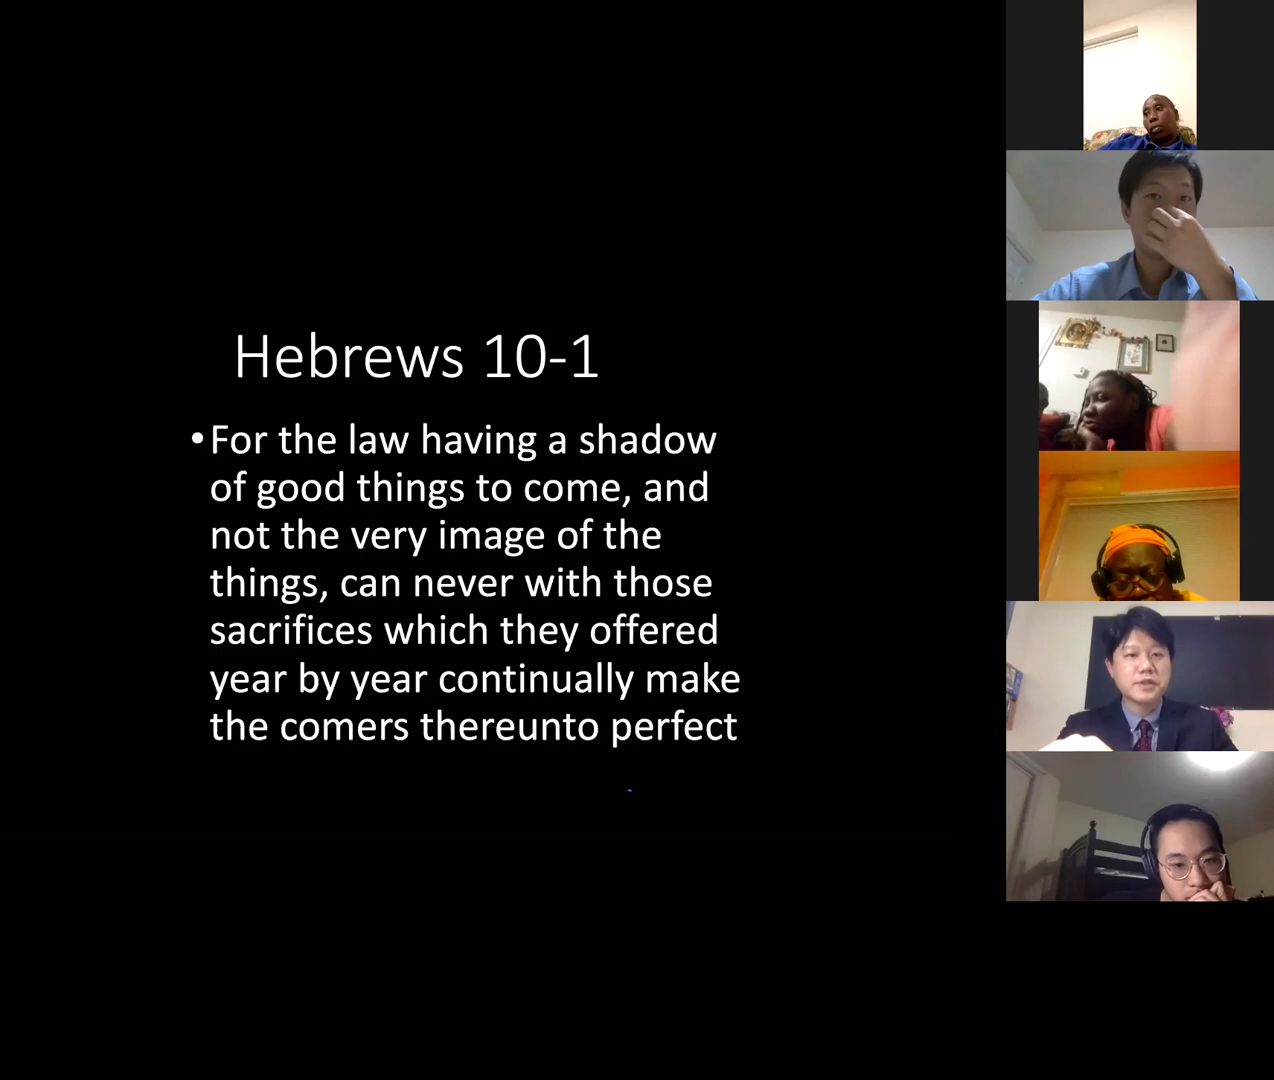 Hebrews 10-1
•For the law having a shadow
of good things to come, and
not the very image of the
things, can never with those
sacrifices which they offered
year by year continually make
the comers thereunto perfect